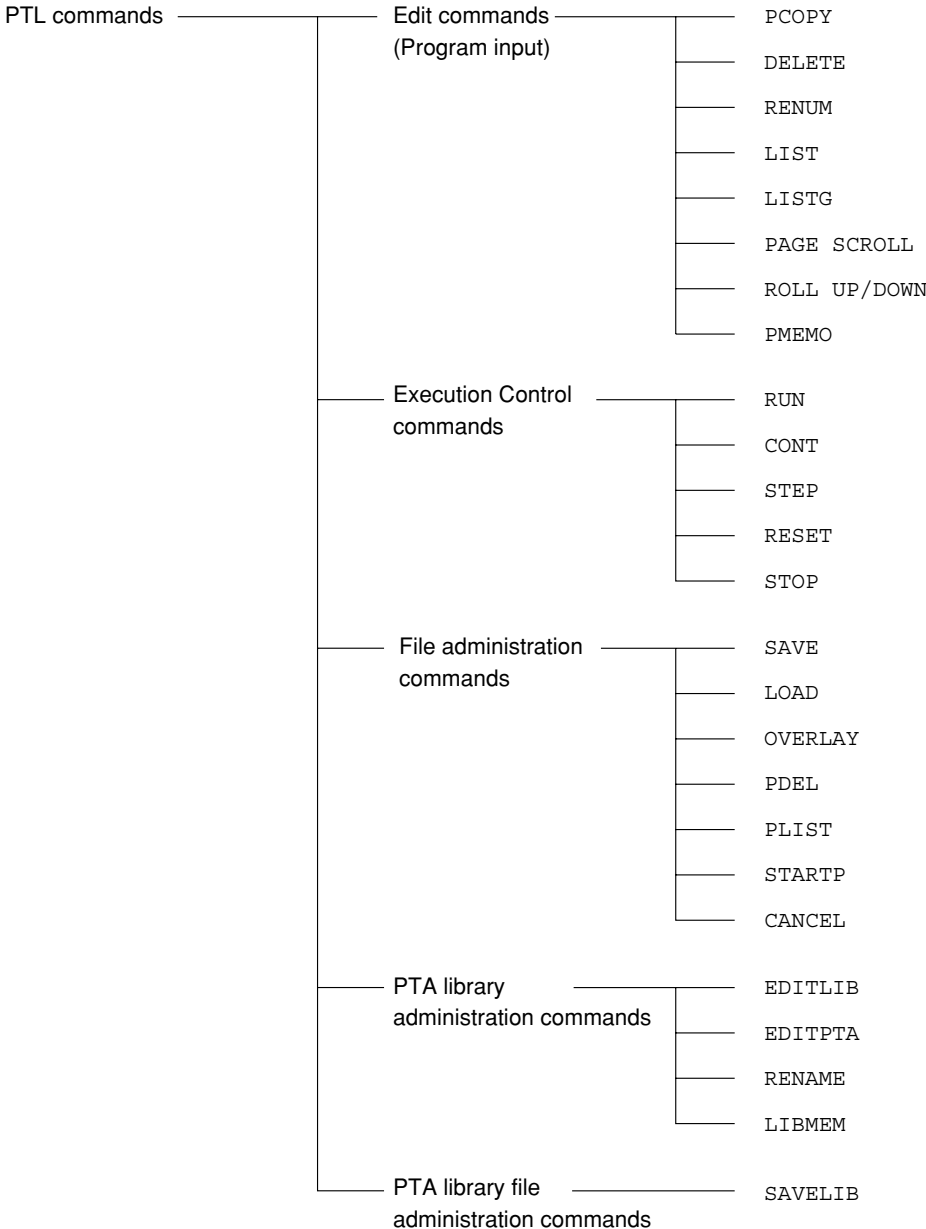 PTL commands
Edit commands
(Program input)
PCOPY
DELETE
RENUM
LIST
LISTG
PAGE SCROLL
ROLL UP/DOWN
PMEMO
Execution Control
commands
RUN
CONT
STEP
RESET
STOP
File administration
commands
SAVE
LOAD
OVERLAY
PDEL
PLIST
STARTP
CANCEL
PTA library
administration commands
EDITLIB
EDITPTA
RENAME
LIBMEM
PTA library file
administration commands
SAVELIB